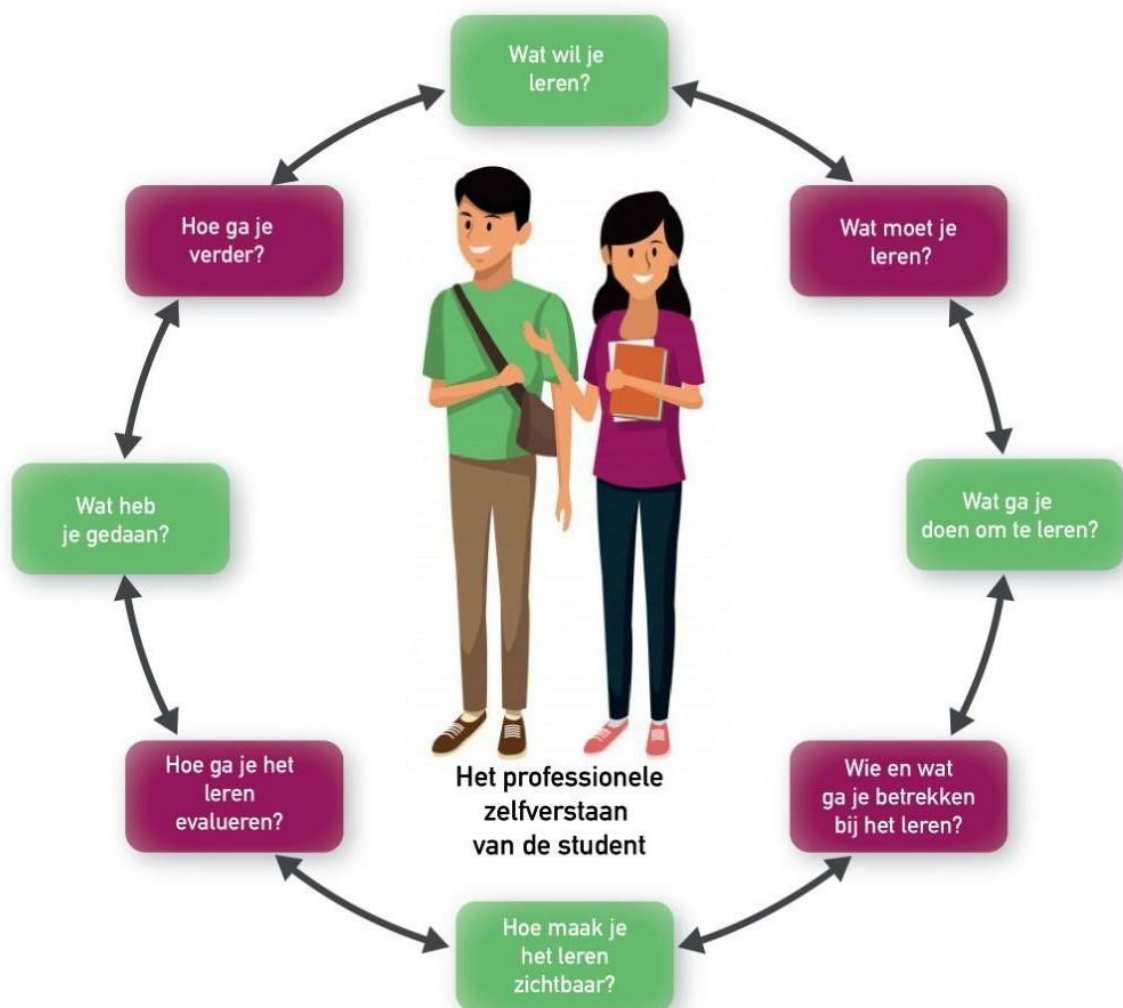 Wat wil je
leren?
Wat moet je
leren?
Wat ga je
doen om te leren?
Wie en wat
ga je betrekken
bij het leren?
Hoe maak je
het leren
zichtbaar?
Hoe ga je het
leren
evalueren?
Wat heb
je gedaan?
Hoe ga je
verder?
Het professionele
zelfverstaan
van de student